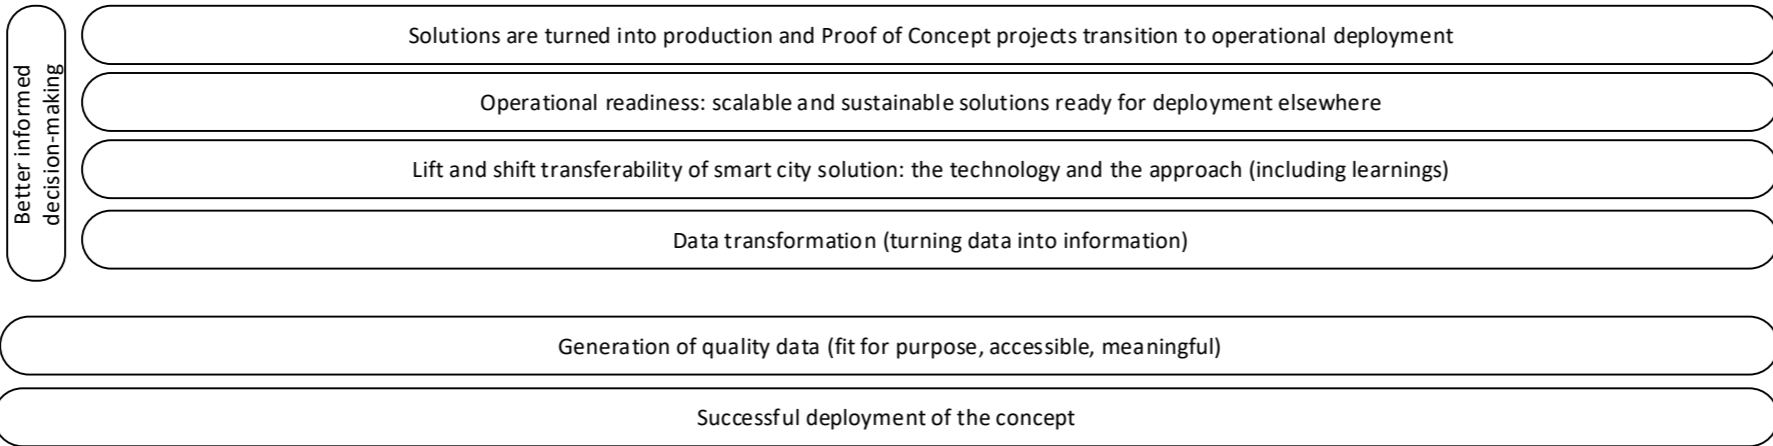 Better informed
decision-making
Solutions are turned into production and Proof of Concept projects transition to operational deployment
Operational readiness: scalable and sustainable solutions ready for deployment elsewhere
Lift and shift transferability of smart city solution: the technology and the approach (including learnings)
Data transformation (turning data into information)
Generation of quality data (fit for purpose, accessible, meaningful)
Successful deployment of the concept